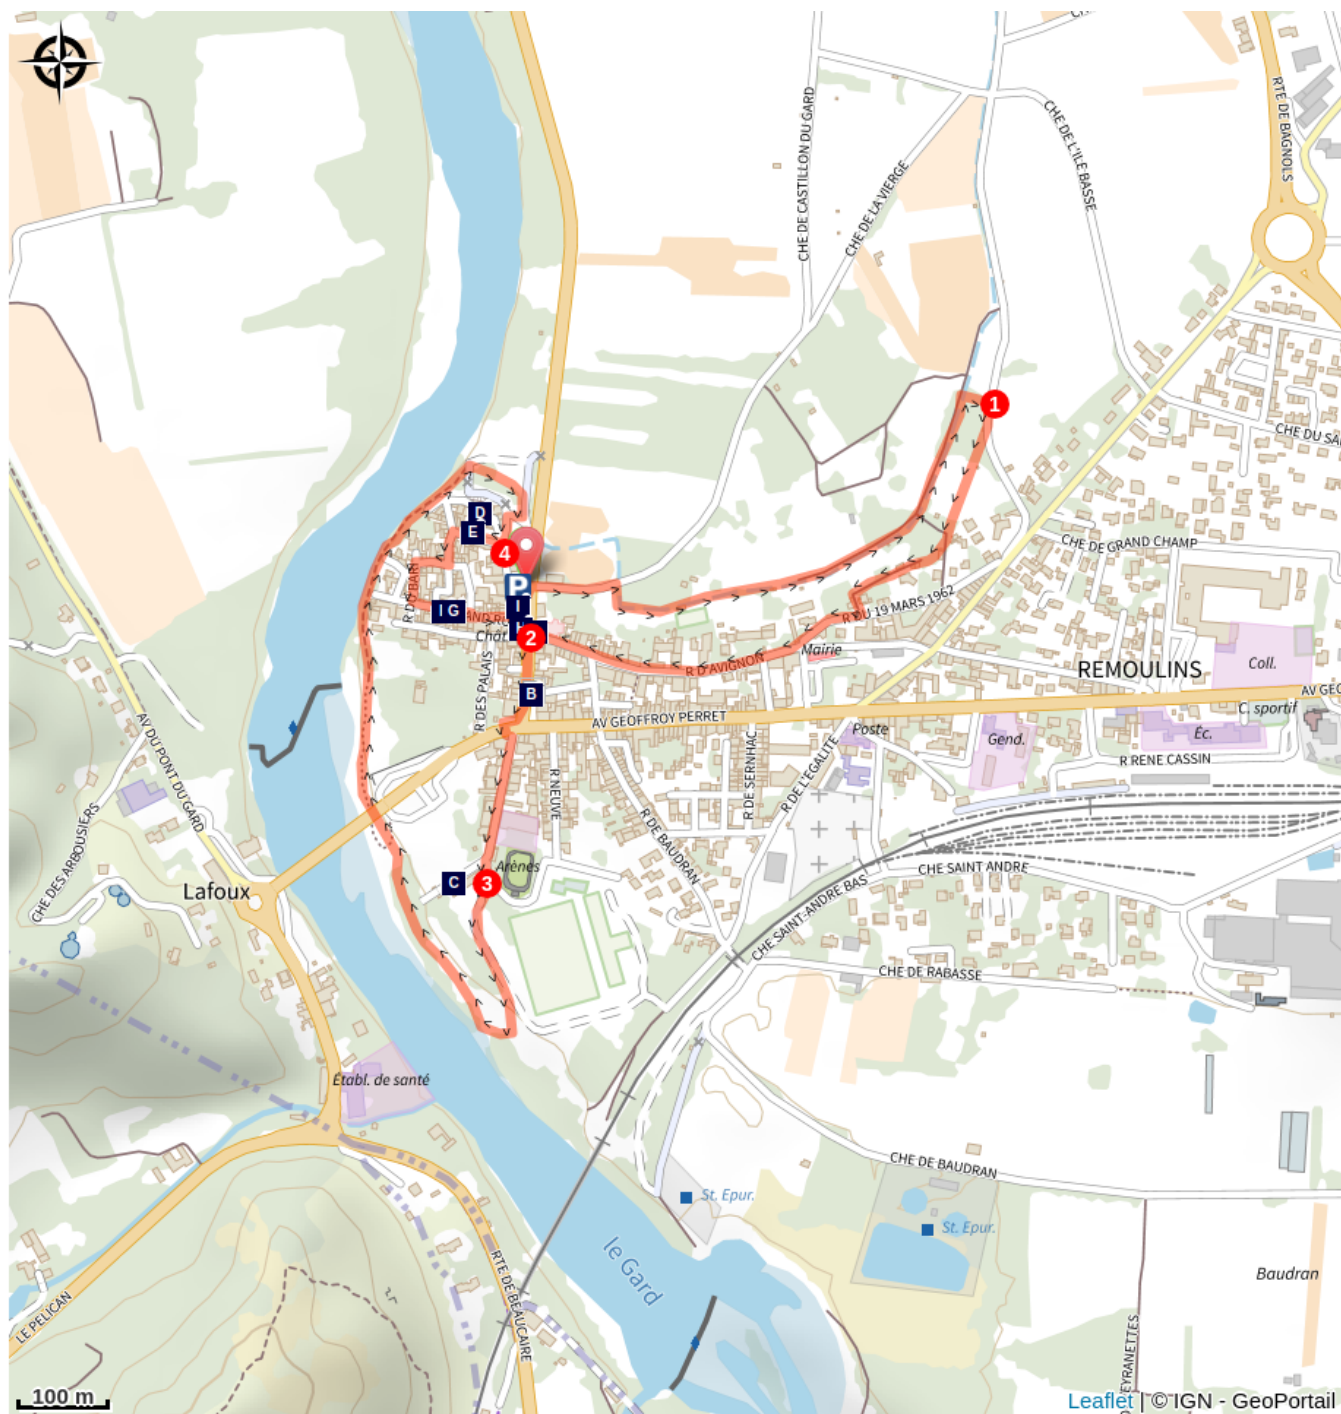 CHE DE L'ILE BASSE
RTE DE BAGNOLS
CHE DE CASTILLON DU GARD
CHE DE LA VIERGE
1
CHE DU
CHE DE GRAND CHAMP
D
E
4
P
R DU BARI
I G
I
R DU 19 MARS 1962
2
Mairie
R D'AVIGNON
REMOULINS
Coll.
R DES PALAIS
B
AV GEOFFROY PERRET
C. sportif
Poste
Gend.
Ec.
R RENE CASSIN
AV DU PONT DU GARD
R NEUVE
R DE SERNHAC
R DE L'EGALITE
R DE BAUDRAN
CHE DES ARBOUSIERS
Lafoux
C
3
Arènes
CHE SAINT ANDRE
CHE SAINT-ANDRE BAS
CHE DE RABASSE
Établ. de santé
CHE DE BAUDRAN
St. Epur.
St. Epur.
le Gard
RTE DE BEAUCAIRE
Baudran
LE PELICAN
EYRANETTES
100 m
Leaflet | © IGN - GeoPortail